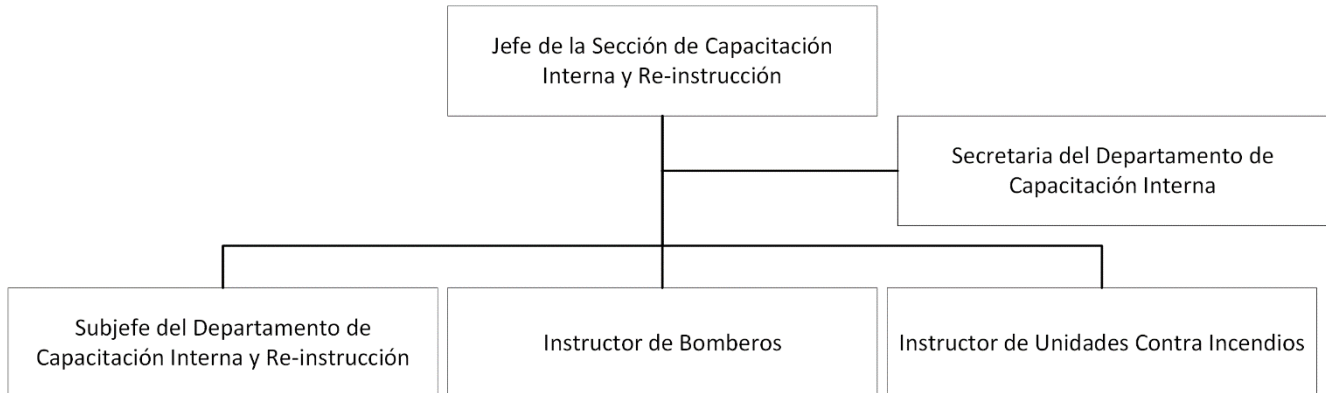 Jefe de la Sección de Capacitación
Interna y Re-instrucción
Secretaria del Departamento de
Capacitación Interna
Subjefe del Departamento de
Capacitación Interna y Re-instrucción
Instructor de Bomberos
Instructor de Unidades Contra Incendios